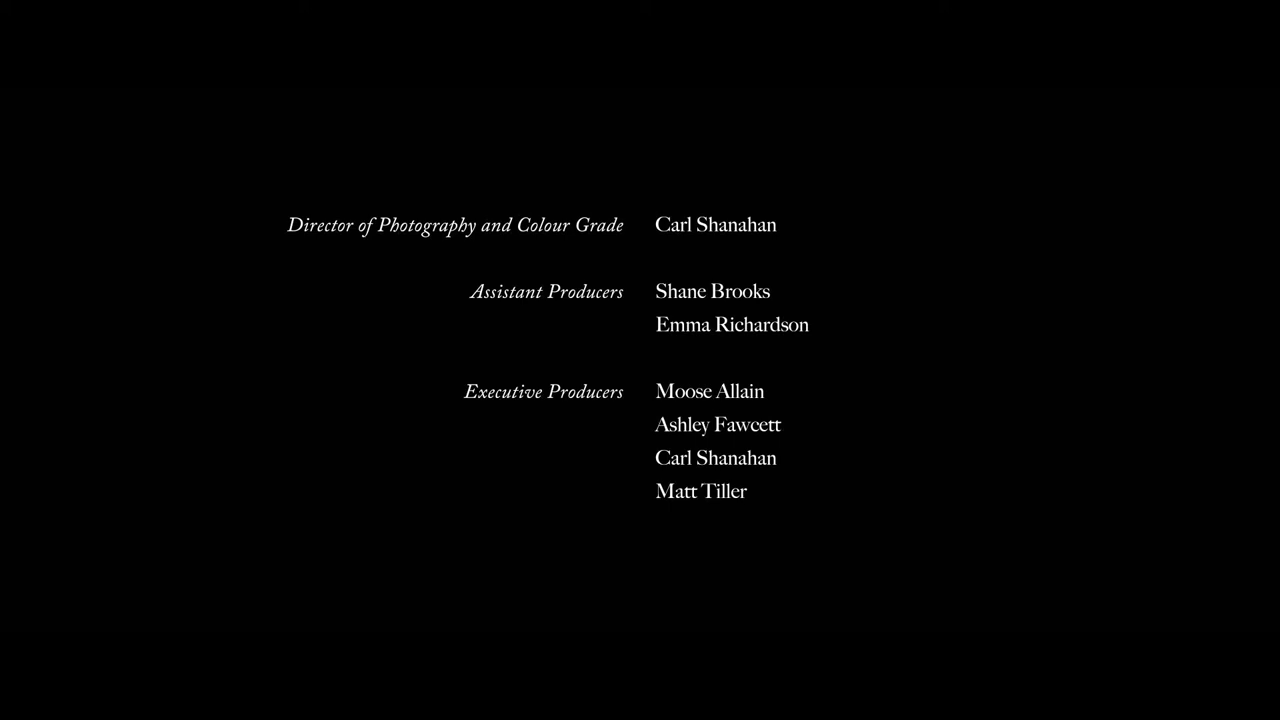 Director of Photography and Colour Grade Carl Shanahan
Assistant Producers Shane Brooks
Emma Richardson
Executive Producers Moose Allain
Ashley Fawcett
Carl Shanahan
Matt Tiller